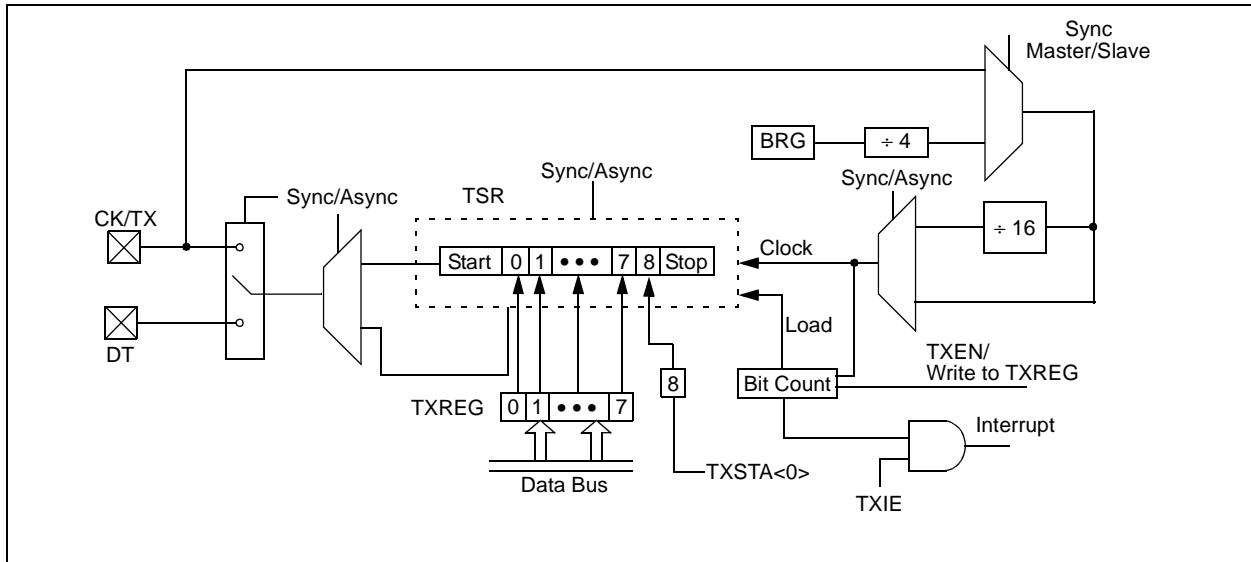 Sync
Master/Slave
BRG
÷ 4
Sync/Async
Sync/Async
TSR
Sync/Async
CK/TX
÷ 16
Clock
Start 0 1 ••• 7 8 Stop
Load
DT
TXEN/
Write to TXREG
8
Bit Count
TXREG 0 1 ••• 7
Interrupt
TXSTA<0>
Data Bus
TXIE